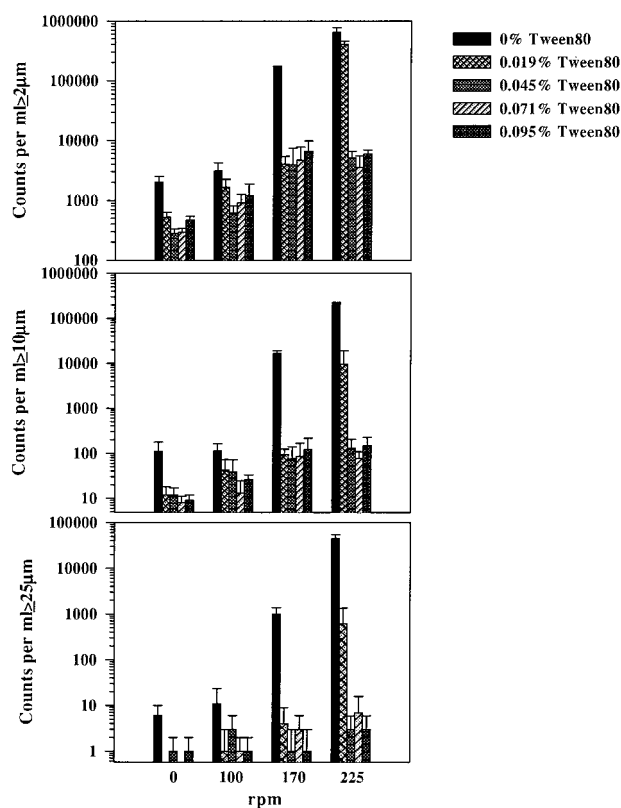 1000000
100000
10000
1000
100
Counts per ml≥2μm
0% Tween80
0.019% Tween80
0.045% Tween80
0.071% Tween80
0.095% Tween80
1000000
100000
10000
1000
100
10
Counts per ml≥10μm
100000
10000
1000
100
10
1
Counts per ml≥25μm
0 100 170 225
rpm